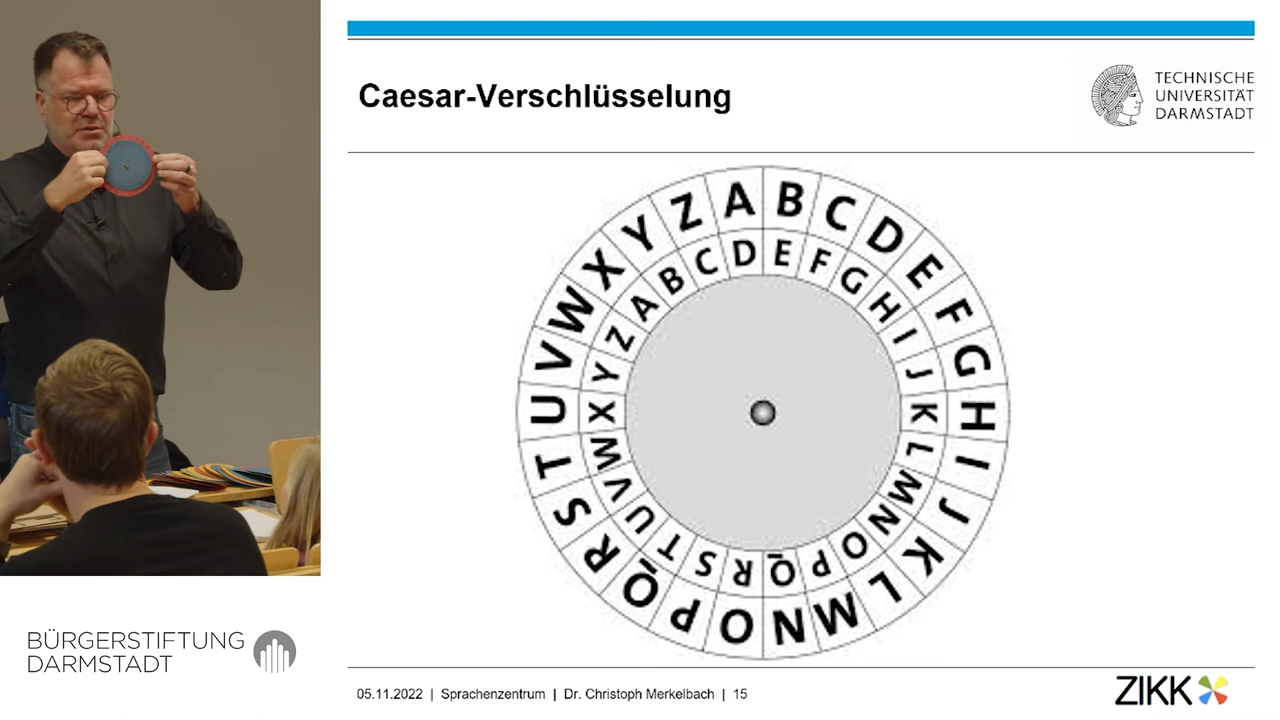 Caesar-Verschlüsselung
TECHNISCHE
UNIVERSITÄT
DARMSTADT
A B C D E F G H I J K L M N O P Q R S T U V W X Y Z
D E F G H I J K L M N O P Q R S T U V W X Y Z A B C
BÜRGERSTIFTUNG
DARMSTADT
05.11.2022 | Sprachenzentrum | Dr. Christoph Merkelbach | 15
ZIKK